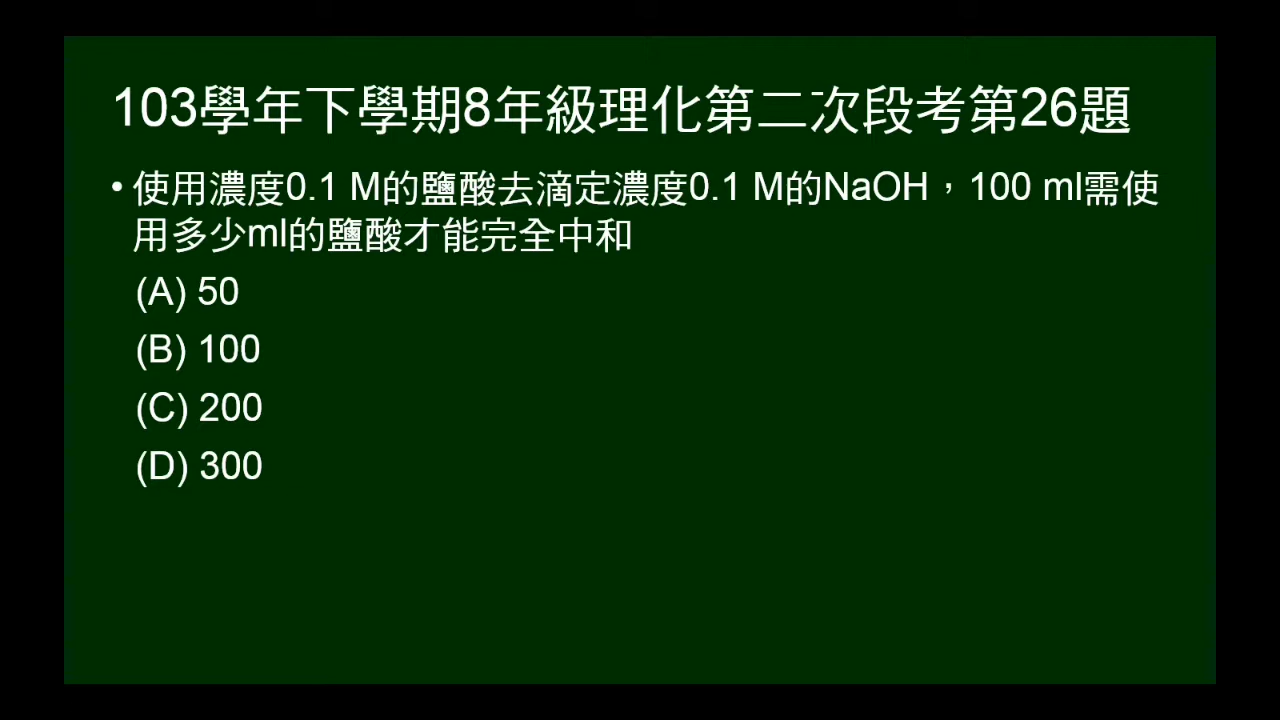 103學年下學期8年級理化第二次段考第26題
• 使用濃度0.1 M的鹽酸去滴定濃度0.1 M的NaOH，100 ml需使
用多少ml的鹽酸才能完全中和
(A) 50
(B) 100
(C) 200
(D) 300